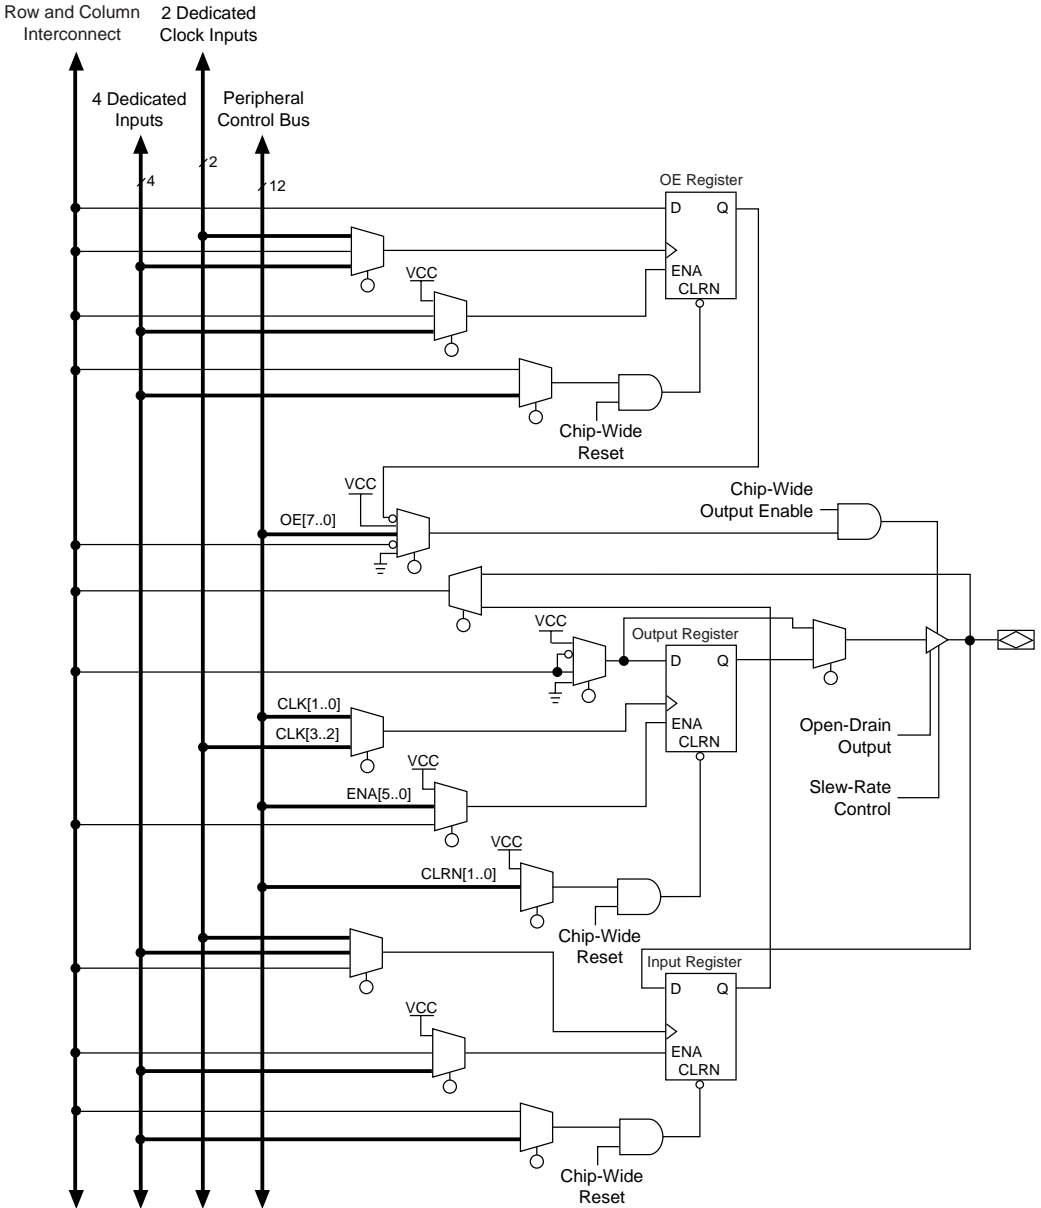 Row and Column
Interconnect
2 Dedicated
Clock Inputs
4 Dedicated
Inputs
Peripheral
Control Bus
2
4
12
OE Register
D Q
ENA
CLRN
VCC
Chip-Wide
Reset
VCC
OE[7..0]
Chip-Wide
Output Enable
VCC
Output Register
D Q
ENA
CLRN
CLK[1..0]
CLK[3..2]
Open-Drain
Output
VCC
ENA[5..0]
Slew-Rate
Control
VCC
CLRN[1..0]
Chip-Wide
Reset
Input Register
D Q
ENA
CLRN
VCC
Chip-Wide
Reset